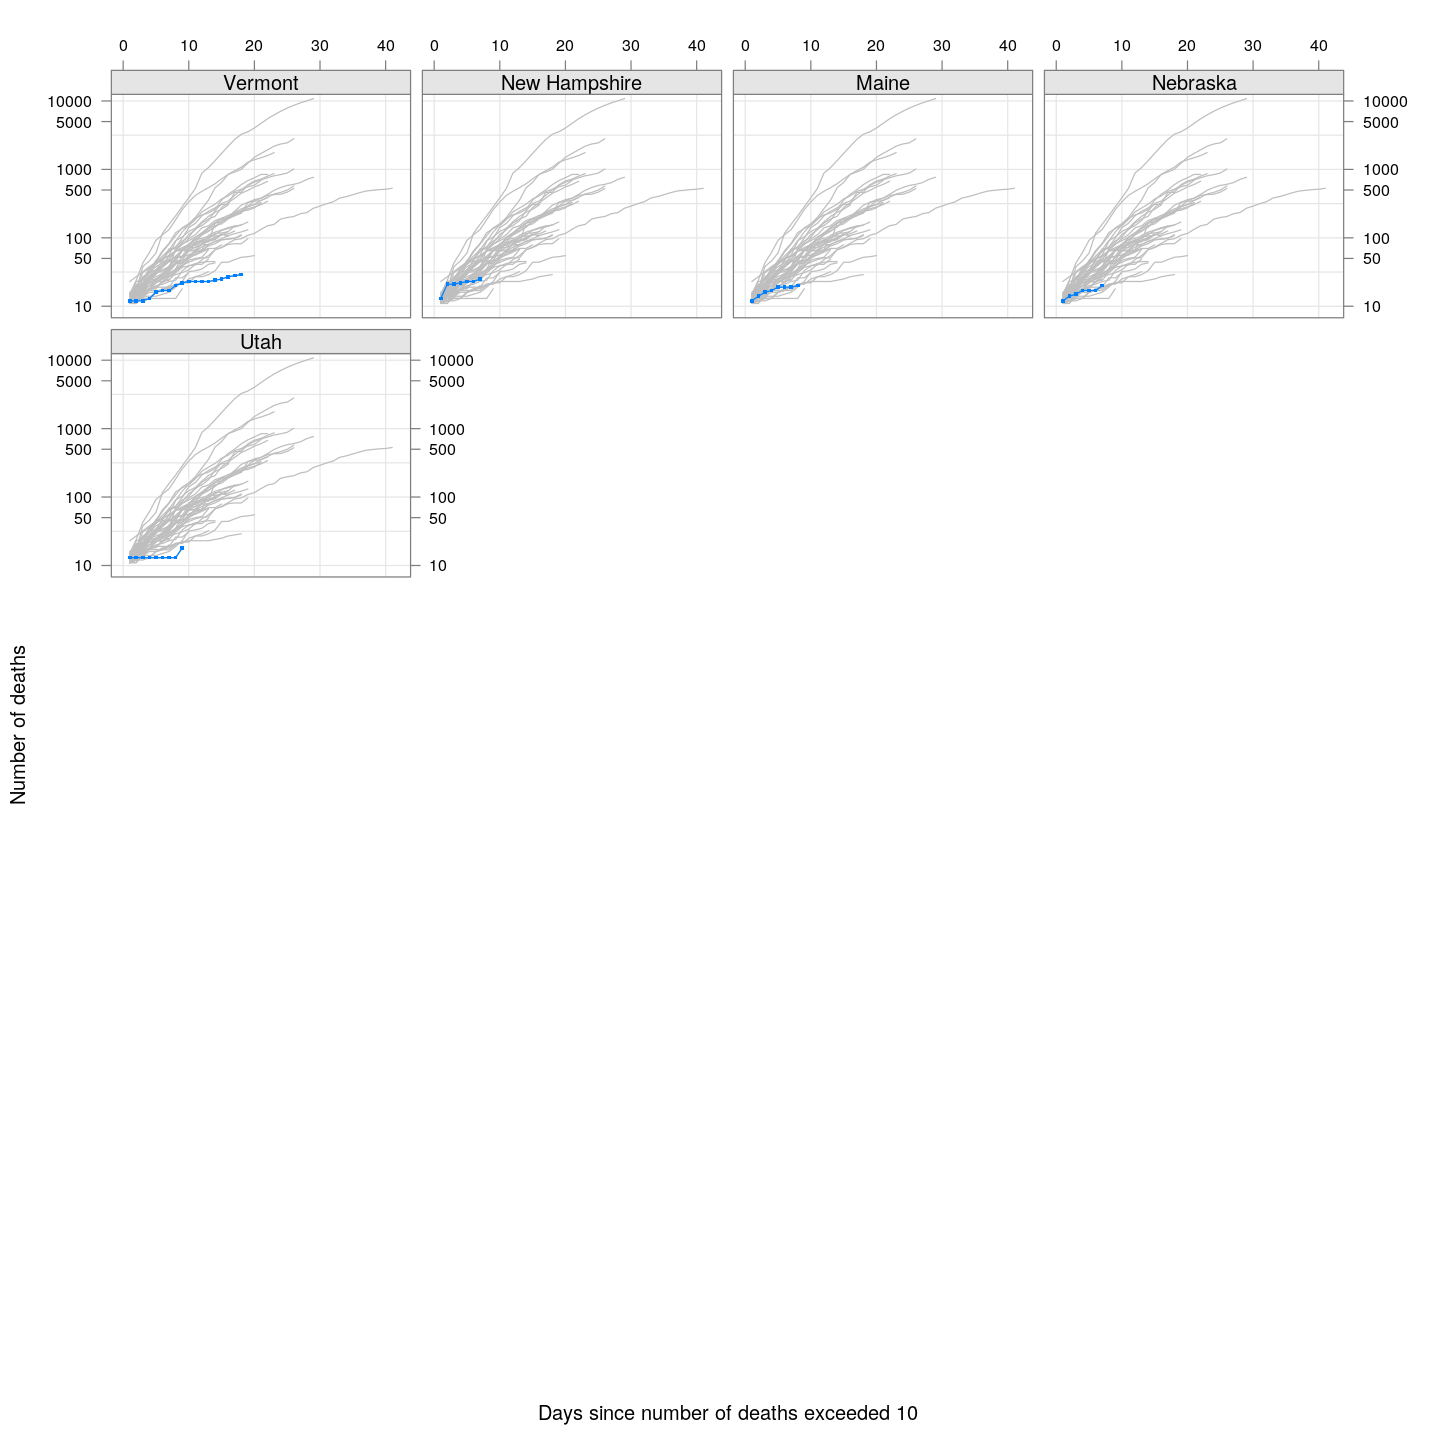 0 10 20 30 40 0 10 20 30 40 0 10 20 30 40 0 10 20 30 40
Vermont New Hampshire Maine Nebraska
10000 10000
5000 5000
1000 1000
500 500
100 100
50 50
10 10
Utah
10000 10000
5000 5000
1000 1000
500 500
100 100
50 50
10 10
Number of deaths
Days since number of deaths exceeded 10